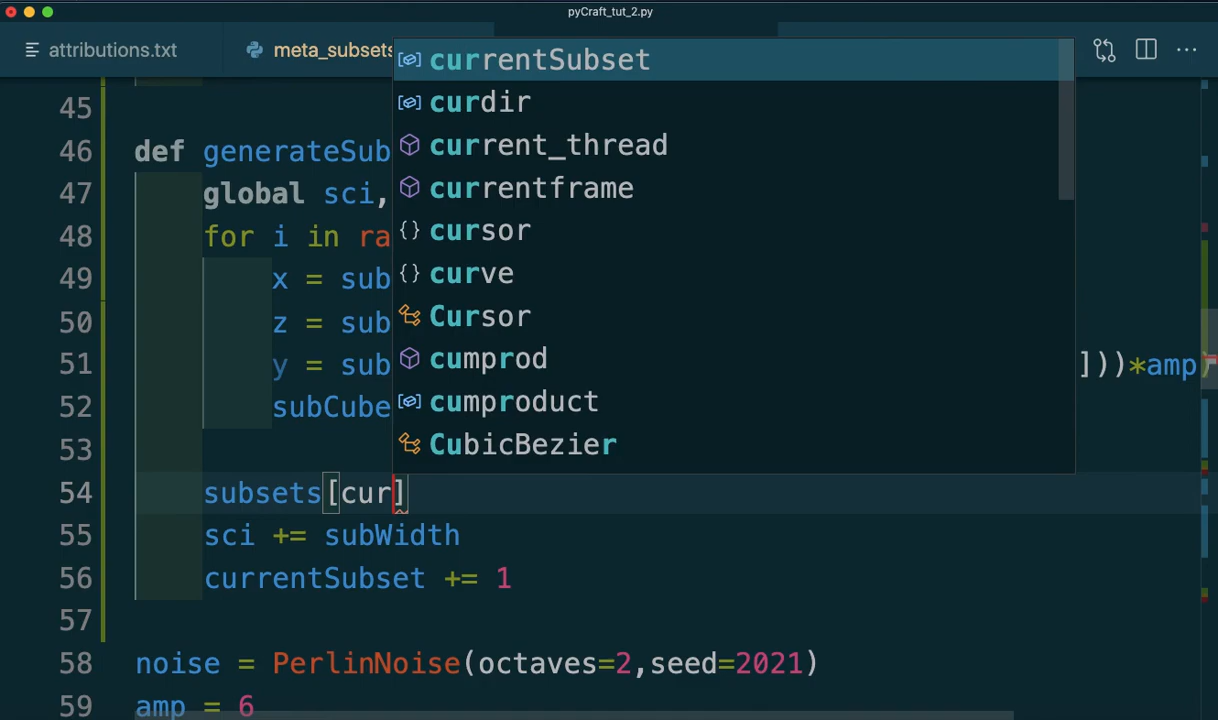 pyCraft_tut_2.py
attributions.txt
meta_subsets
currentSubset
curdir
current_thread
currentframe
cursor
curve
Cursor
cumprod
cumproduct
CubicBezier
45
46 def generateSub
47 global sci,
48 for i in ra
49 x = sub
50 z = sub
51 y = sub ]))*amp)
52 subCube
53
54 subsets[cur]
55 sci += subWidth
56 currentSubset += 1
57
58 noise = PerlinNoise(octaves=2,seed=2021)
59 amp = 6